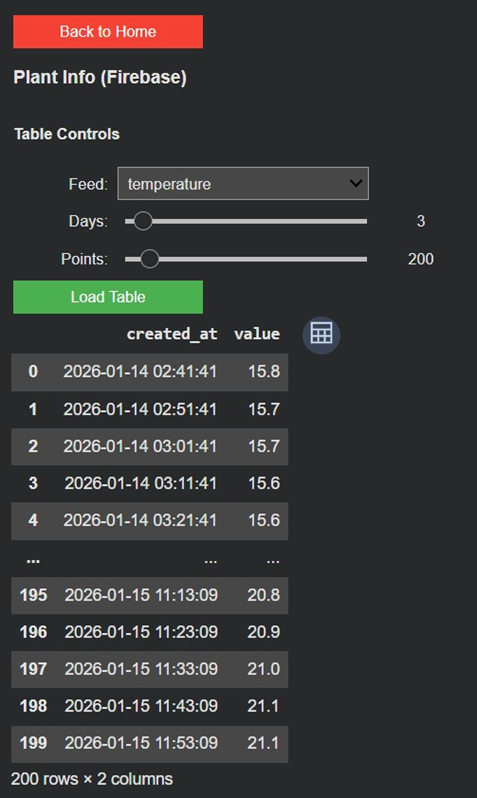 Back to Home
Plant Info (Firebase)
Table Controls
Feed: temperature
Days: 3
Points: 200
Load Table
created_at value
0 2026-01-14 02:41:41 15.8
1 2026-01-14 02:51:41 15.7
2 2026-01-14 03:01:41 15.7
3 2026-01-14 03:11:41 15.6
4 2026-01-14 03:21:41 15.6
... ... ...
195 2026-01-15 11:13:09 20.8
196 2026-01-15 11:23:09 20.9
197 2026-01-15 11:33:09 21.0
198 2026-01-15 11:43:09 21.1
199 2026-01-15 11:53:09 21.1
200 rows × 2 columns